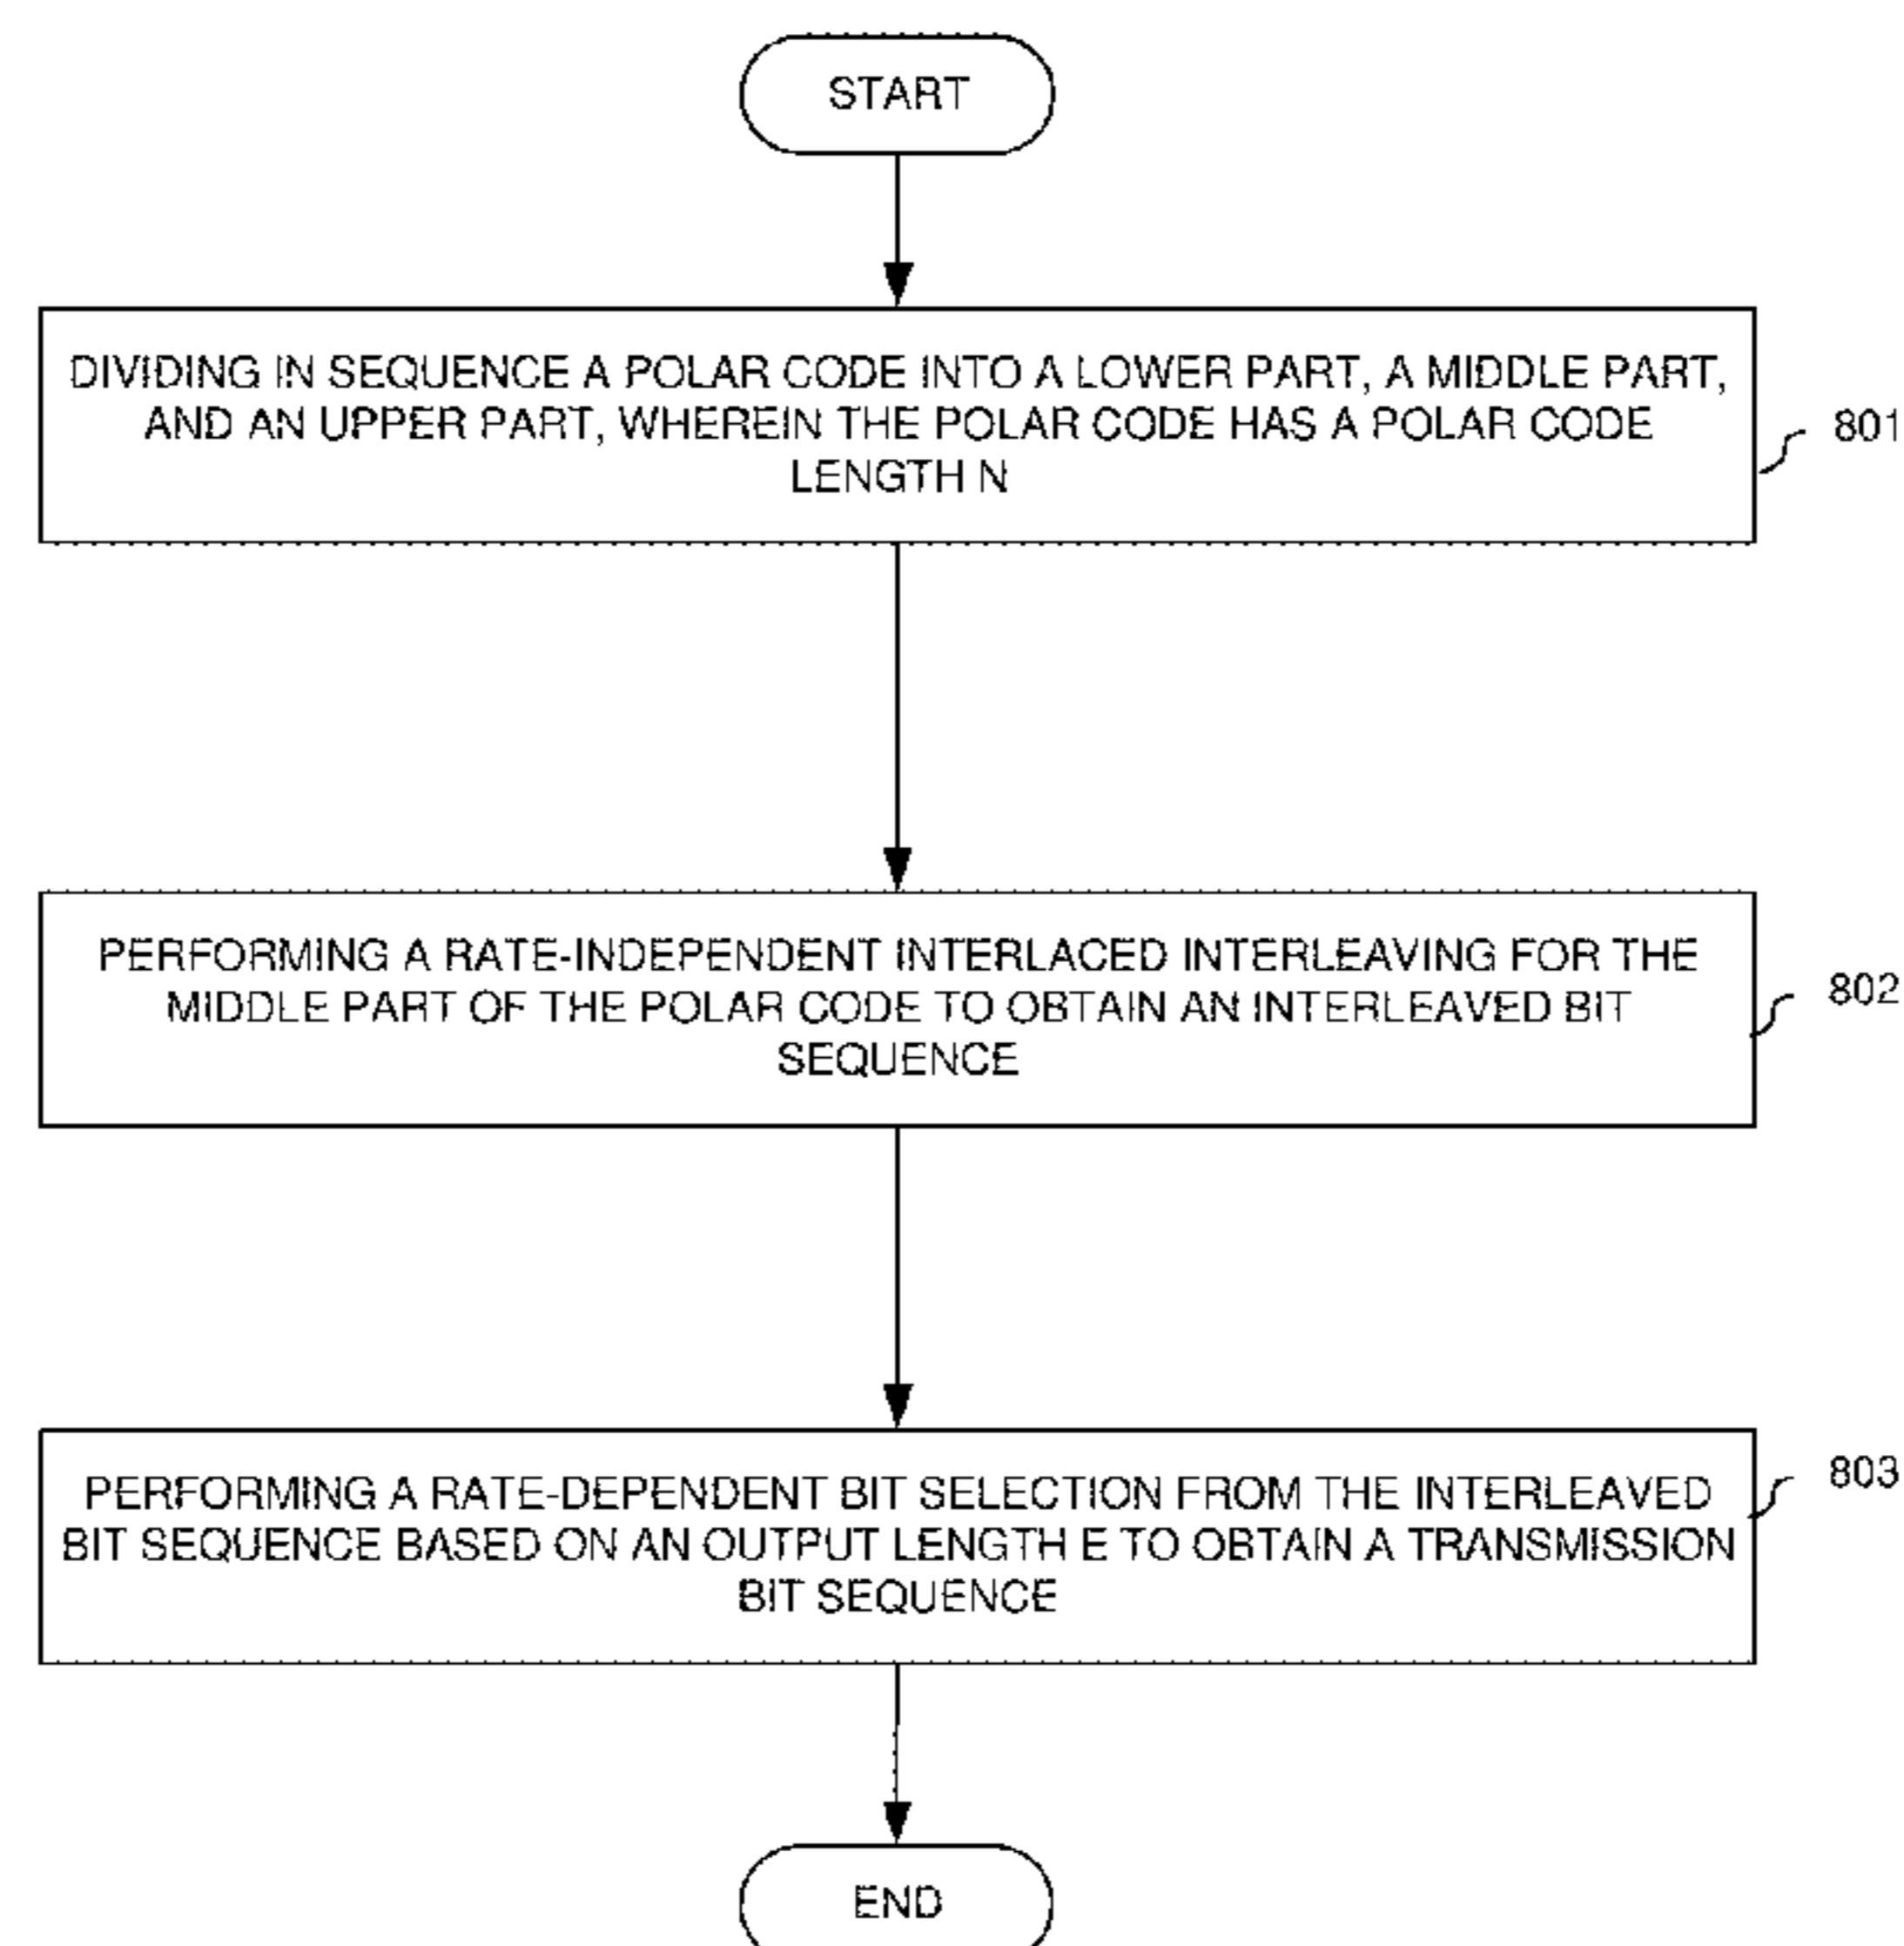 START
DIVIDING IN SEQUENCE A POLAR CODE INTO A LOWER PART, A MIDDLE PART,
AND AN UPPER PART, WHEREIN THE POLAR CODE HAS A POLAR CODE
LENGTH N
801
PERFORMING A RATE-INDEPENDENT INTERLACED INTERLEAVING FOR THE
MIDDLE PART OF THE POLAR CODE TO OBTAIN AN INTERLEAVED BIT
SEQUENCE
802
PERFORMING A RATE-DEPENDENT BIT SELECTION FROM THE INTERLEAVED
BIT SEQUENCE BASED ON AN OUTPUT LENGTH E TO OBTAIN A TRANSMISSION
BIT SEQUENCE
803
END